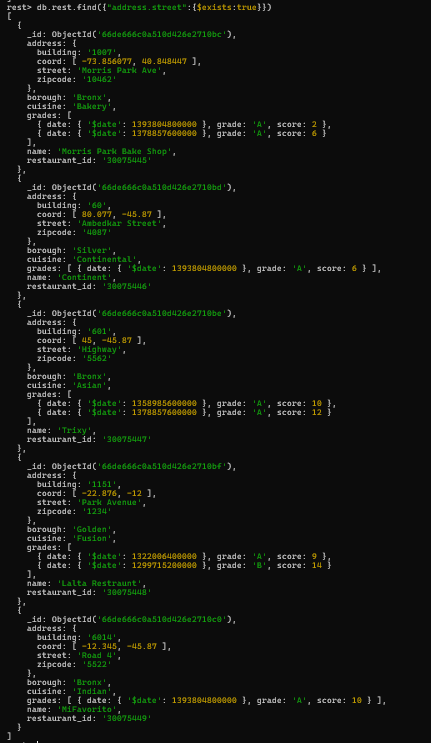 rest> db.rest.find({"address.street":{$exists:true}})
[
  {
    _id: ObjectId('66de666c0a510d426e2710bc'),
    address: {
      building: '1007',
      coord: [ -73.856077, 40.848447 ],
      street: 'Morris Park Ave',
      zipcode: '10462'
    },
    borough: 'Bronx',
    cuisine: 'Bakery',
    grades: [
      { date: { '$date': 1393804800000 }, grade: 'A', score: 2 },
      { date: { '$date': 1378857600000 }, grade: 'A', score: 6 }
    ],
    name: 'Morris Park Bake Shop',
    restaurant_id: '30075445'
  },
  {
    _id: ObjectId('66de666c0a510d426e2710bd'),
    address: {
      building: '60',
      coord: [ 80.077, -45.87 ],
      street: 'Ambedkar Street',
      zipcode: '4087'
    },
    borough: 'Silver',
    cuisine: 'Continental',
    grades: [ { date: { '$date': 1393804800000 }, grade: 'A', score: 6 } ],
    name: 'Continent',
    restaurant_id: '30075446'
  },
  {
    _id: ObjectId('66de666c0a510d426e2710be'),
    address: {
      building: '601',
      coord: [ 45, -45.87 ],
      street: 'Highway',
      zipcode: '5562'
    },
    borough: 'Bronx',
    cuisine: 'Asian',
    grades: [
      { date: { '$date': 1358985600000 }, grade: 'A', score: 10 },
      { date: { '$date': 1378857600000 }, grade: 'A', score: 12 }
    ],
    name: 'Trixy',
    restaurant_id: '30075447'
  },
  {
    _id: ObjectId('66de666c0a510d426e2710bf'),
    address: {
      building: '1151',
      coord: [ -22.876, -12 ],
      street: 'Park Avenue',
      zipcode: '1234'
    },
    borough: 'Golden',
    cuisine: 'Fusion',
    grades: [
      { date: { '$date': 1322006400000 }, grade: 'A', score: 9 },
      { date: { '$date': 1299715200000 }, grade: 'B', score: 14 }
    ],
    name: 'Lalta Restraunt',
    restaurant_id: '30075448'
  },
  {
    _id: ObjectId('66de666c0a510d426e2710c0'),
    address: {
      building: '6014',
      coord: [ -12.345, -45.87 ],
      street: 'Road 4',
      zipcode: '5522'
    },
    borough: 'Bronx',
    cuisine: 'Indian',
    grades: [ { date: { '$date': 1393804800000 }, grade: 'A', score: 10 } ],
    name: 'MiFavorito',
    restaurant_id: '30075449'
  }
]